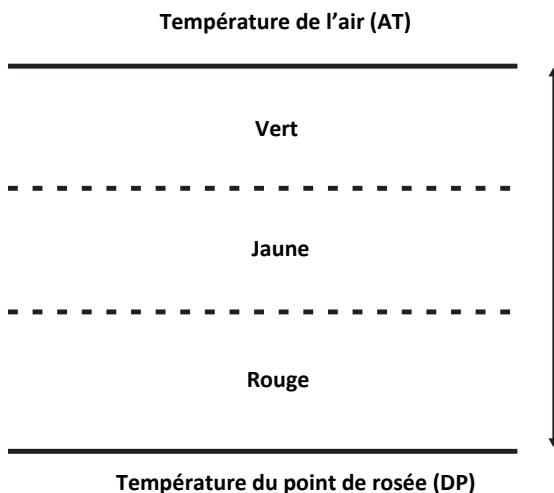 Température de l’air (AT)
Vert
Jaune
Rouge
Température du point de rosée (DP)